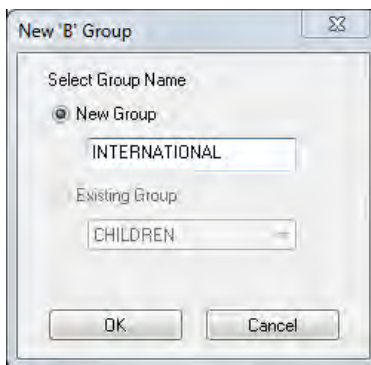 New 'B' Group
Select Group Name
New Group
INTERNATIONAL
Existing Group
CHILDREN
OK
Cancel